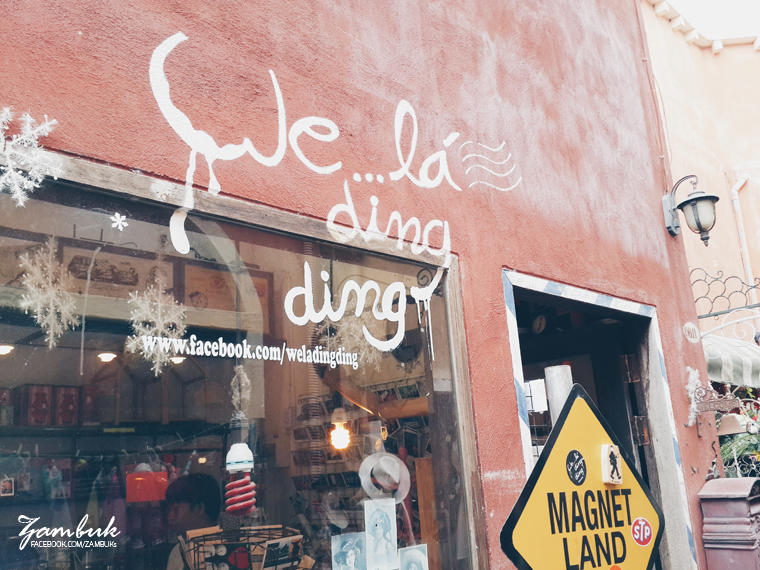 We...lá
ding
ding
www.facebook.com/weladingding
MAGNET
LAND
STP
Zambuk
FACEBOOK.COM/ZAMBUKS